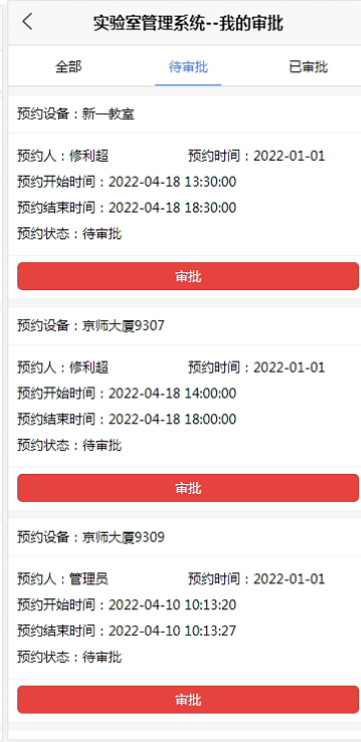 实验室管理系统--我的审批
全部 待审批 已审批
预约设备：新一教室
预约人：修利超 预约时间：2022-01-01
预约开始时间：2022-04-18 13:30:00
预约结束时间：2022-04-18 18:30:00
预约状态：待审批
审批
预约设备：京师大厦9307
预约人：修利超 预约时间：2022-01-01
预约开始时间：2022-04-18 14:00:00
预约结束时间：2022-04-18 18:00:00
预约状态：待审批
审批
预约设备：京师大厦9309
预约人：管理员 预约时间：2022-01-01
预约开始时间：2022-04-10 10:13:20
预约结束时间：2022-04-10 10:13:27
预约状态：待审批
审批